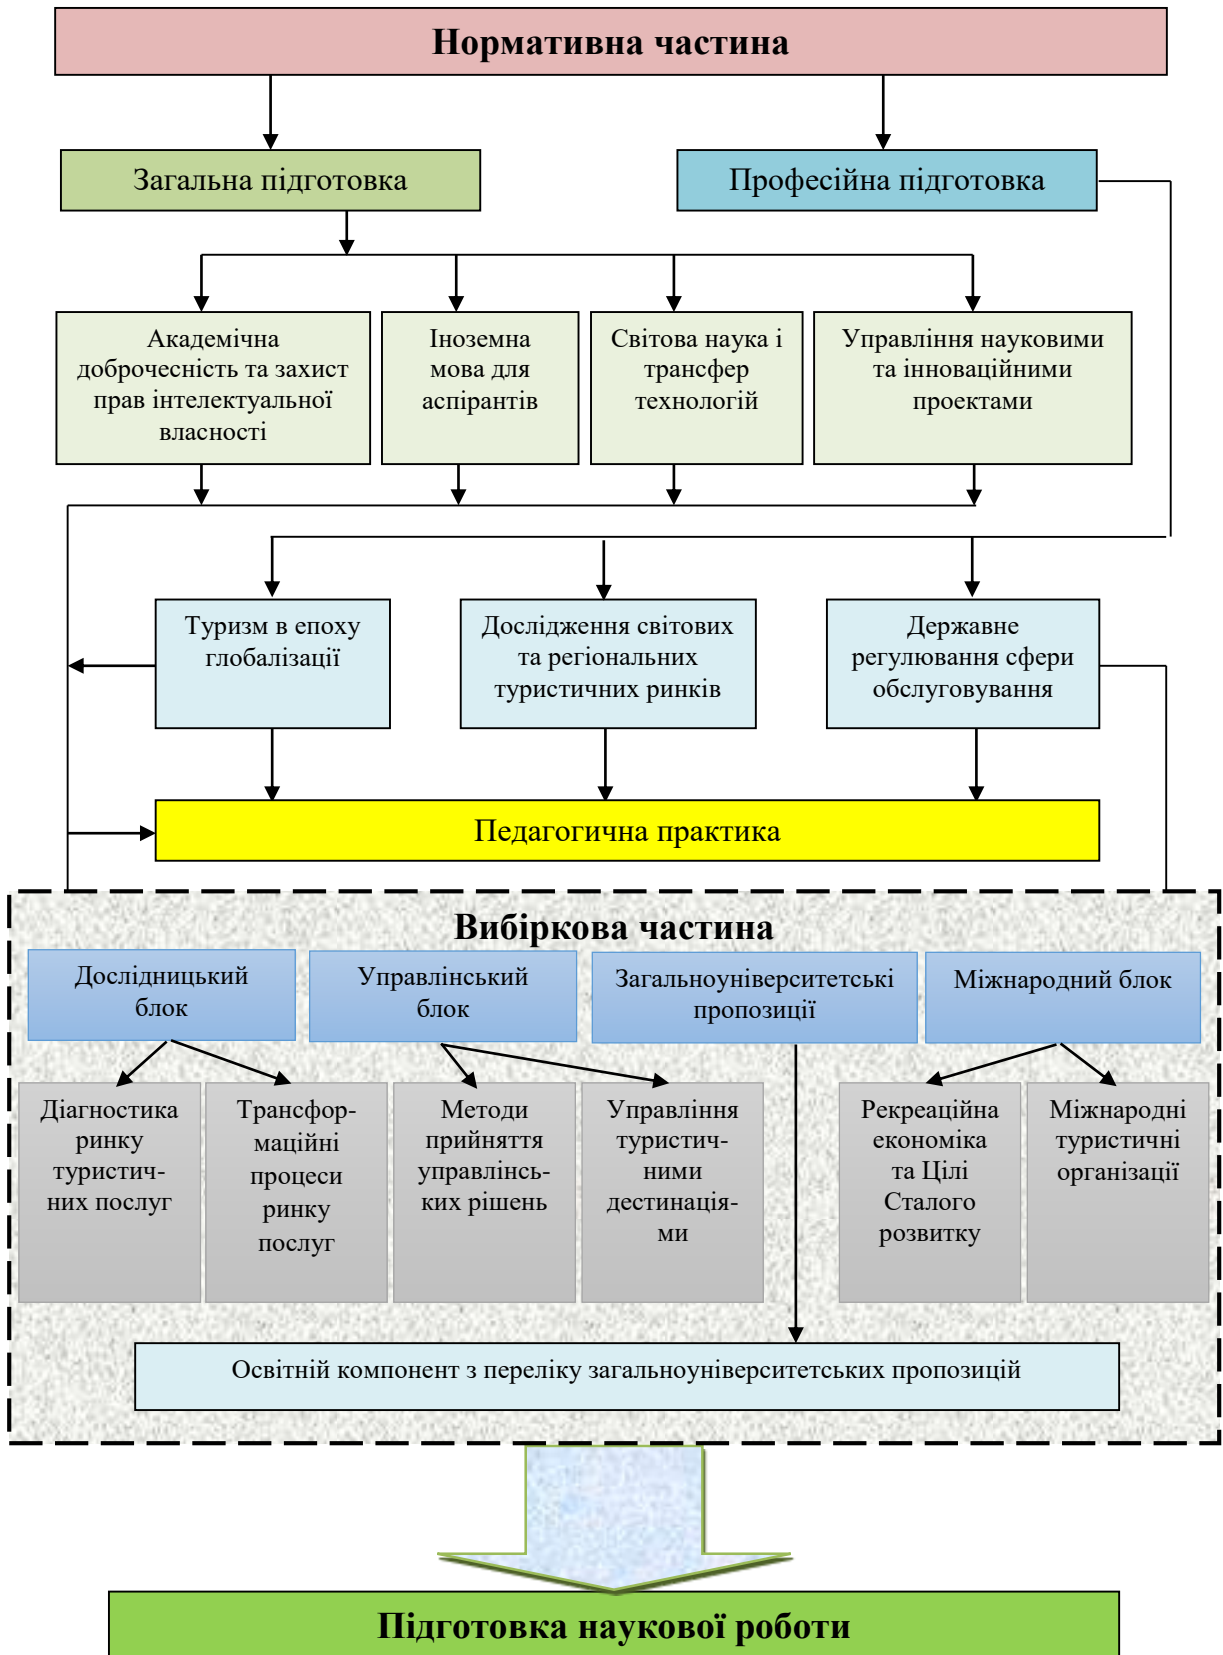 Нормативна частина
Загальна підготовка
Професійна підготовка
Академічна
доброчесність та захист
прав інтелектуальної
власності
Іноземна
мова для
аспірантів
Світова наука і
трансфер
технологій
Управління науковими
та інноваційними
проектами
Туризм в епоху
глобалізації
Дослідження світових
та регіональних
туристичних ринків
Державне
регулювання сфери
обслуговування
Педагогична практика
Вибіркова частина
Дослідницький
блок
Управлінський
блок
Загальноуніверситетські
пропозиції
Міжнародний блок
Діагностика
ринку
туристич-
них послуг
Трансфор-
маційні
процеси
ринку
послуг
Методи
прийняття
управлінсь-
ких рішень
Управління
туристич-
ними
дестинація-
ми
Рекреаційна
економіка
та Цілі
Сталого
розвитку
Міжнародні
туристичні
організації
Освітній компонент з переліку загальноуніверситетських пропозицій
Підготовка наукової роботи